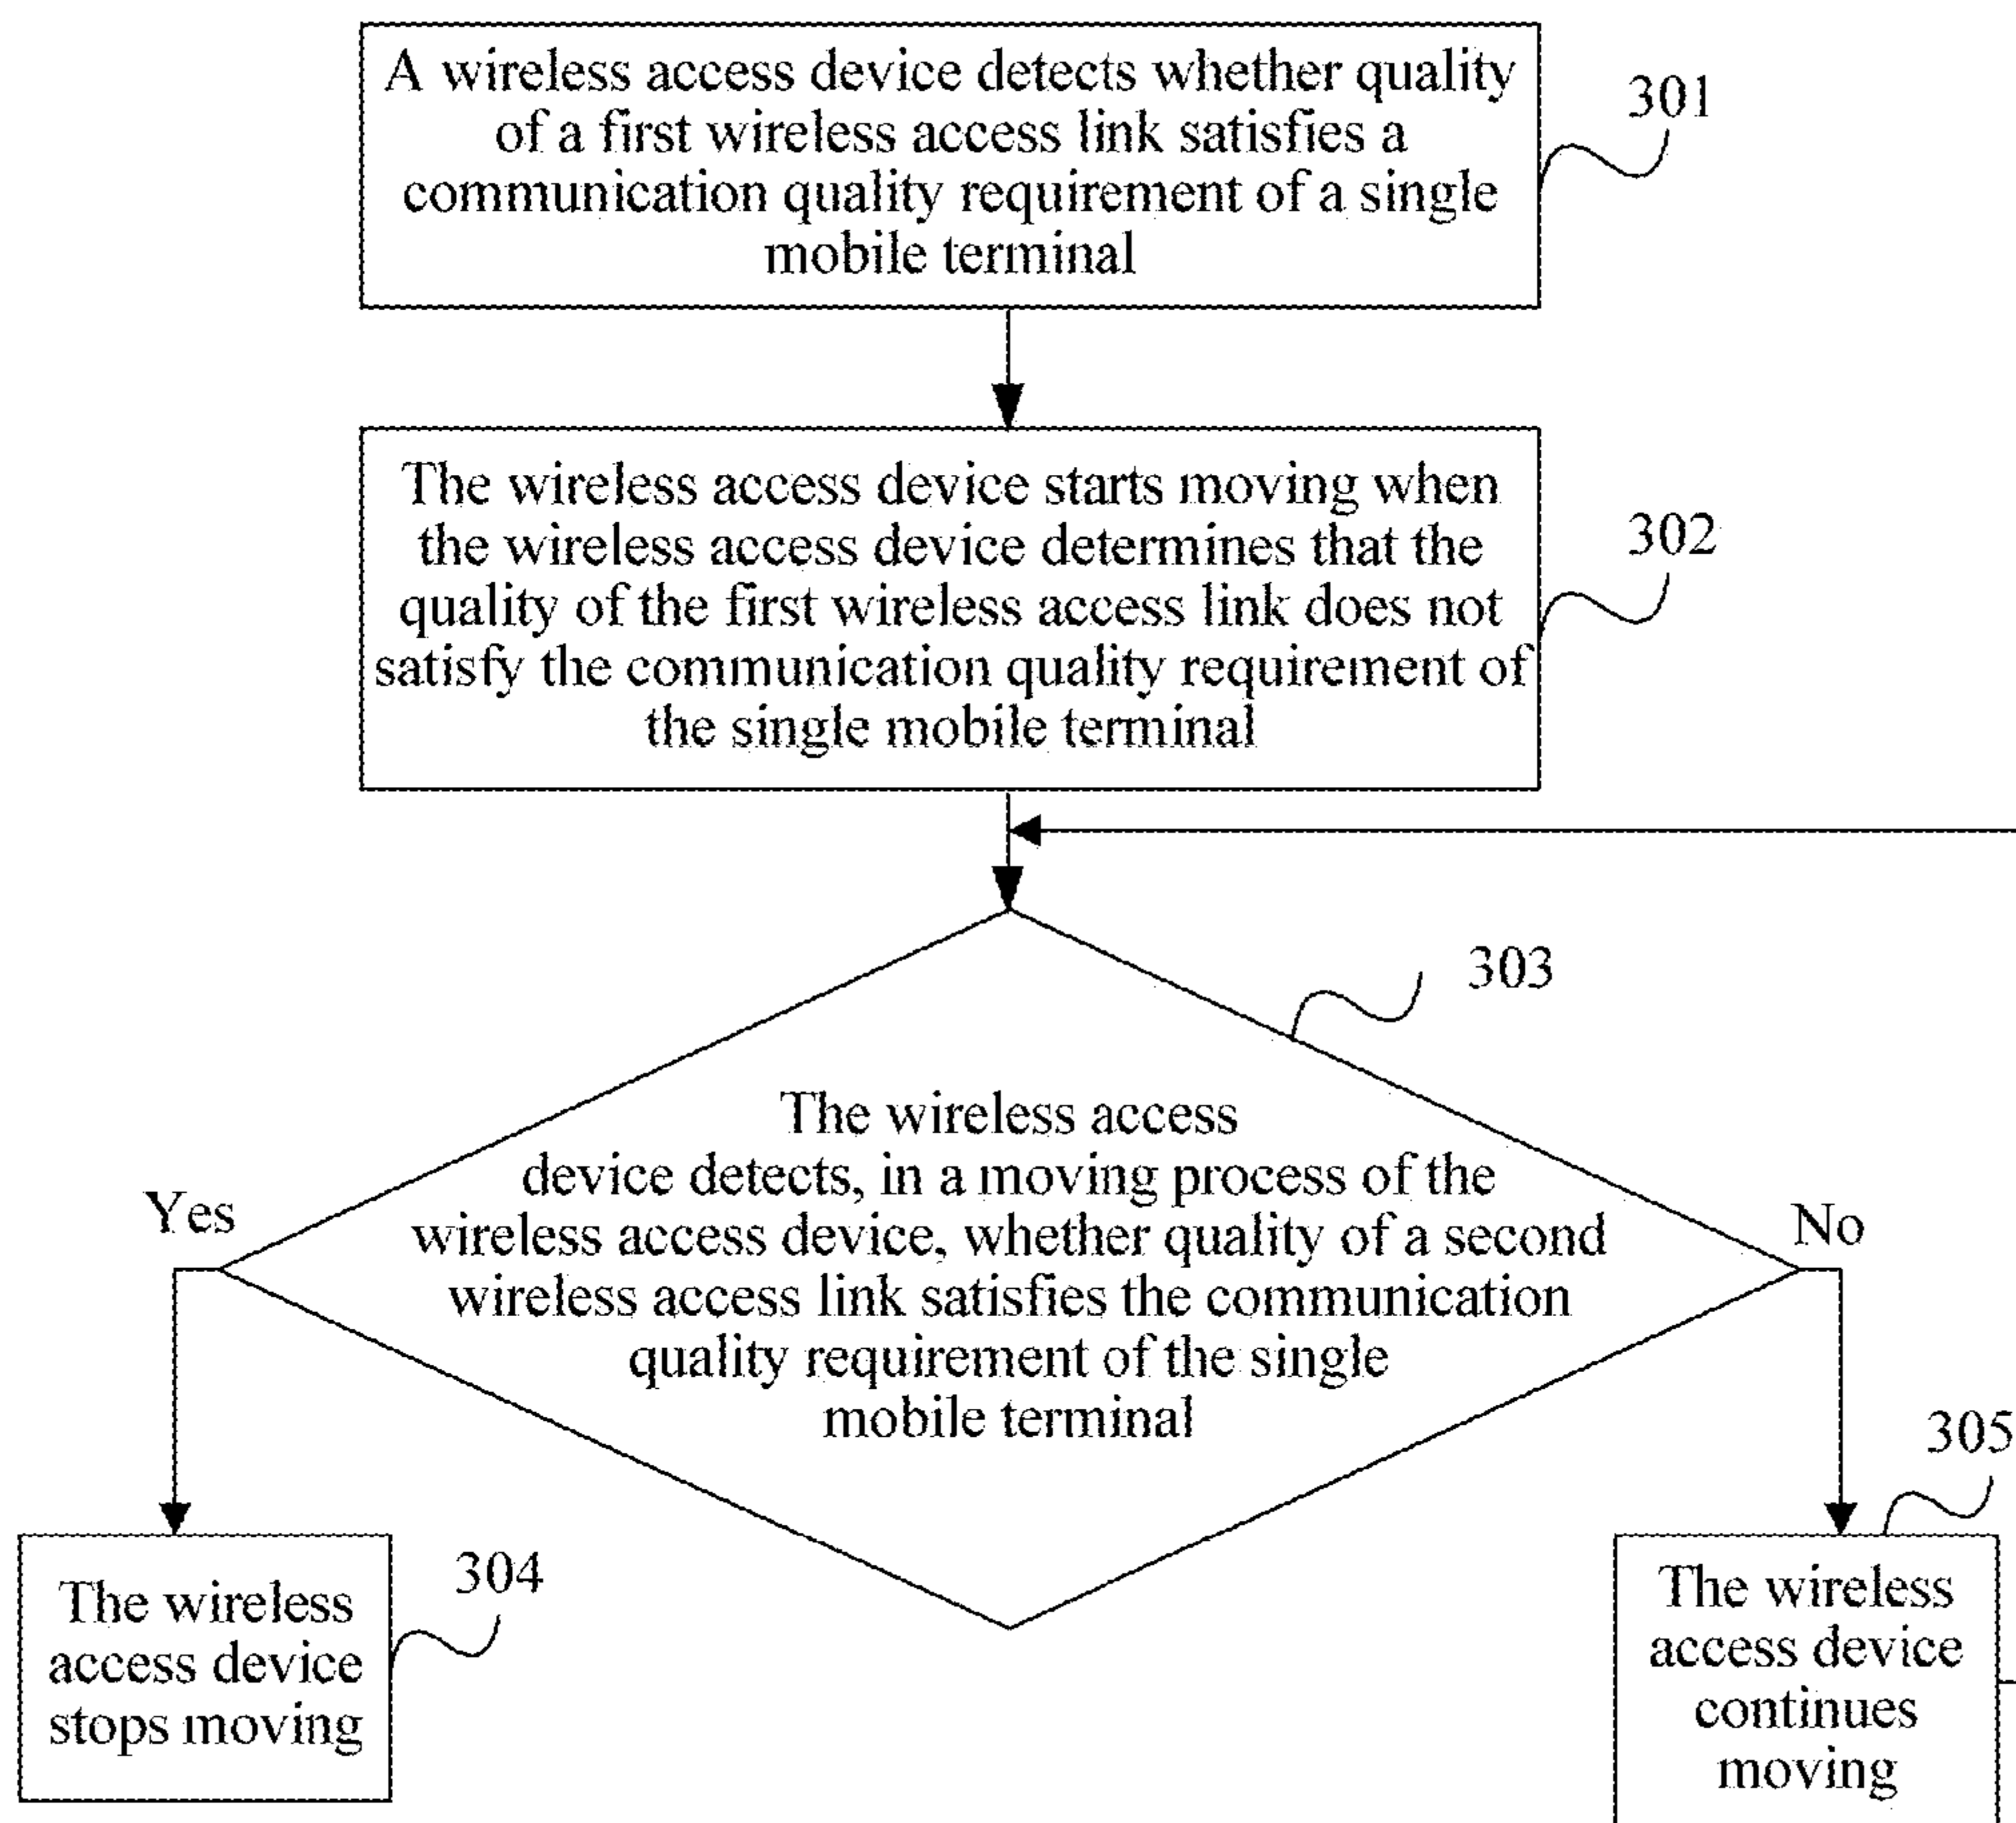 A wireless access device detects whether quality
of a first wireless access link satisfies a
communication quality requirement of a single
mobile terminal
301
The wireless access device starts moving when
the wireless access device determines that the
quality of the first wireless access link does not
satisfy the communication quality requirement of
the single mobile terminal
302
303
The wireless access
device detects, in a moving process of the
wireless access device, whether quality of a second
wireless access link satisfies the communication
quality requirement of the single
mobile terminal
Yes
No
304
The wireless
access device
stops moving
305
The wireless
access device
continues
moving